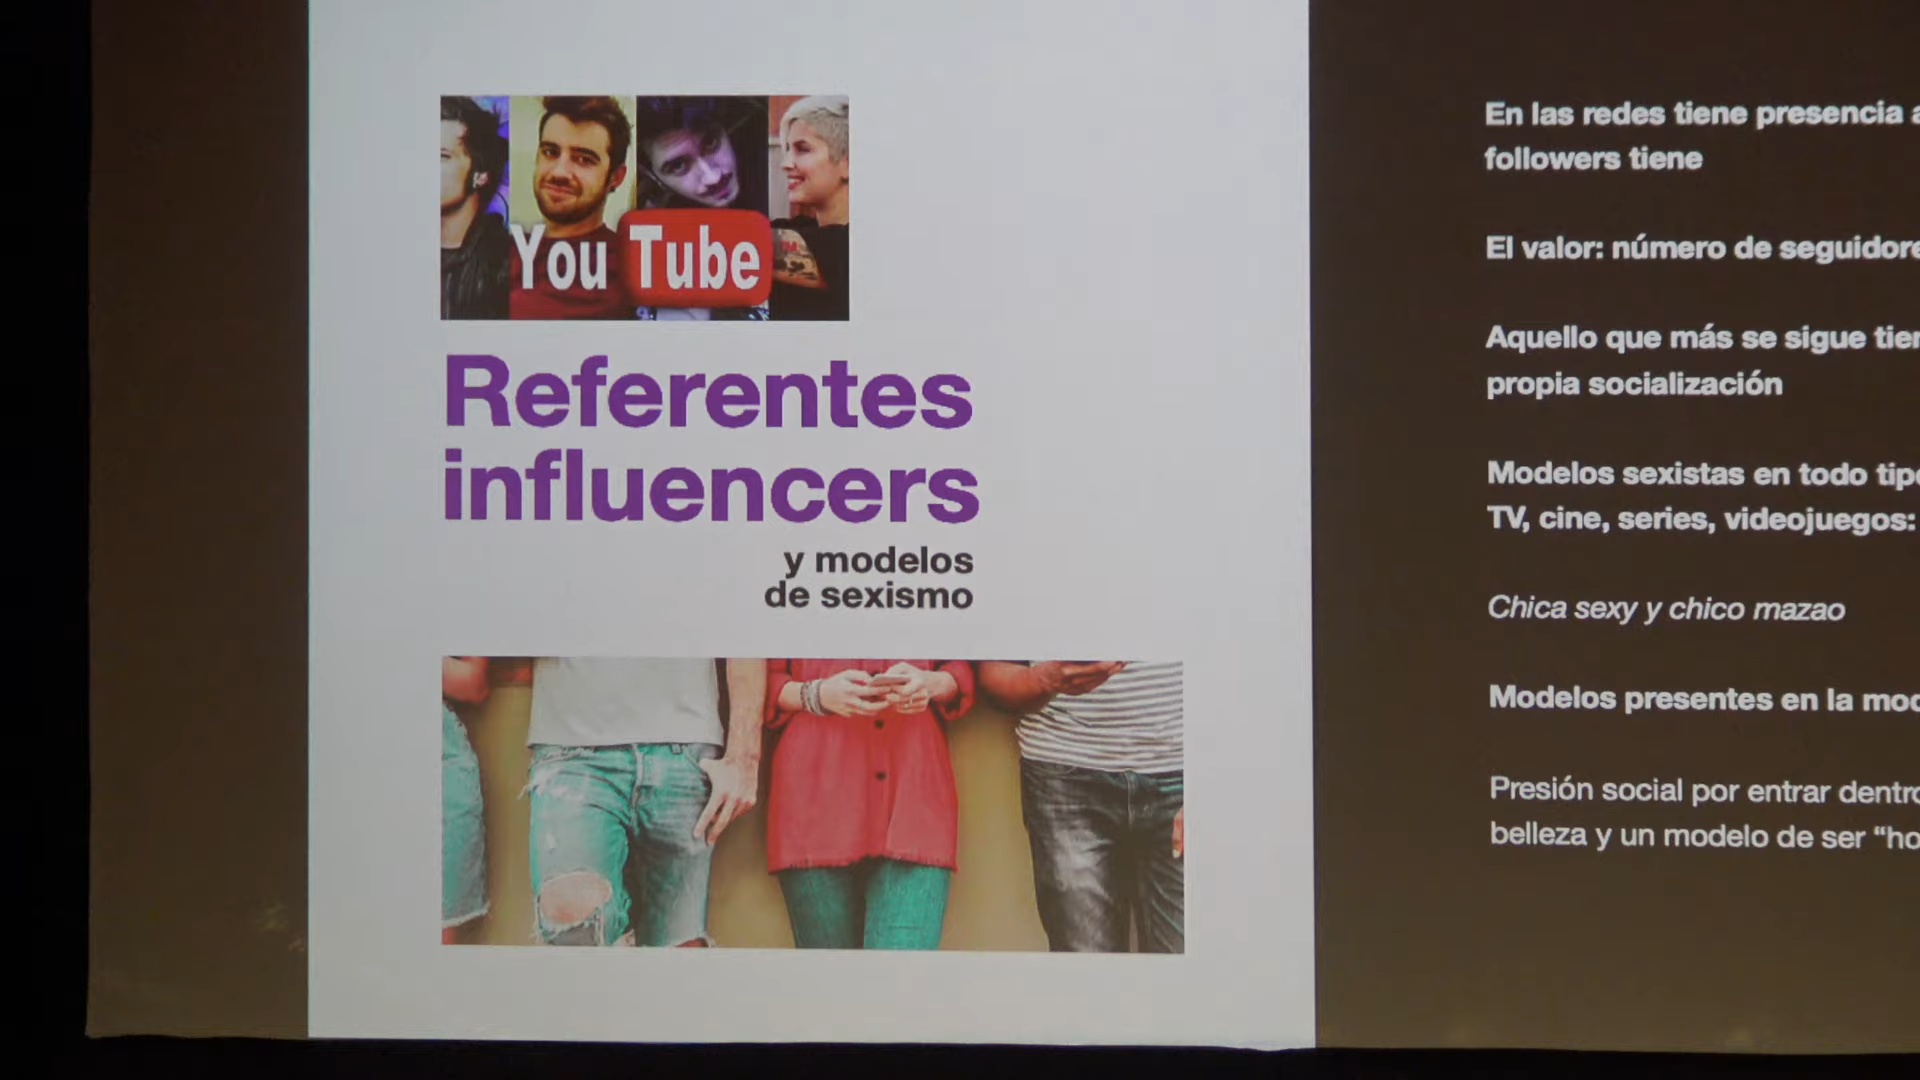 You Tube
Referentes
influencers
y modelos
de sexismo
En las redes tiene presencia
followers tiene
El valor: número de
Aquello que más se sigue
propia socialización
Modelos sexistas en todo
TV, cine, series, videojuegos:
Chica sexy y chico mazao
Modelos presentes en la
Presión social por entrar
belleza y un modelo de ser